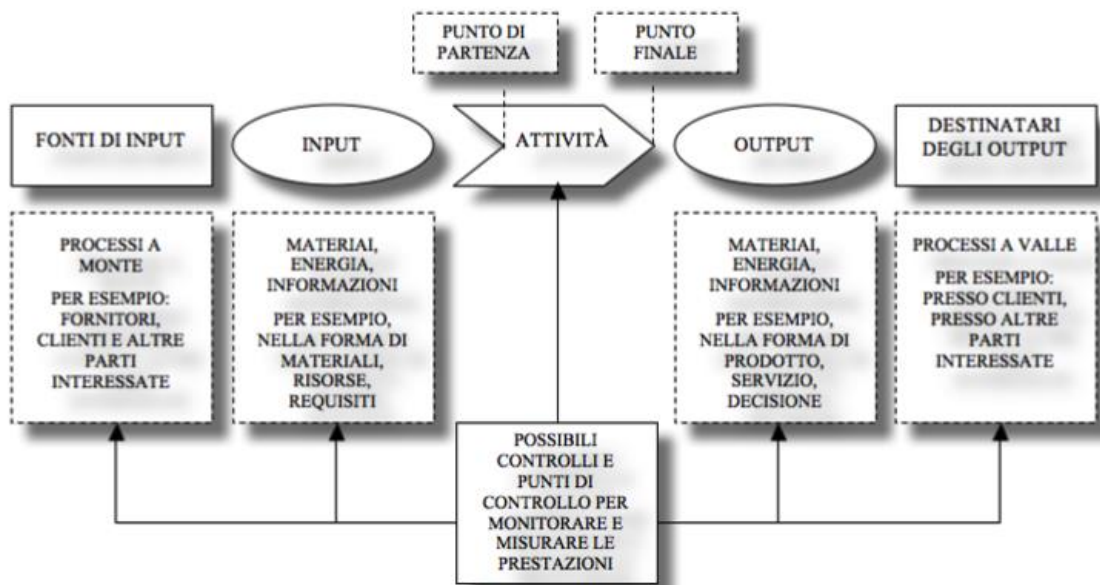 PUNTO DI
PARTENZA
PUNTO
FINALE
FONTI DI INPUT
INPUT
ATTIVITÀ
OUTPUT
DESTINATARI
DEGLI OUTPUT
PROCESSI A
MONTE
PER ESEMPIO:
FORNITORI,
CLIENTI E ALTRE
PARTI
INTERESSATE
MATERIAI,
ENERGIA,
INFORMAZIONI
PER ESEMPIO,
NELLA FORMA DI
MATERIALI,
RISORSE,
REQUISITI
MATERIAI,
ENERGIA,
INFORMAZIONI
PER ESEMPIO,
NELLA FORMA DI
PRODOTTO,
SERVIZIO,
DECISIONE
PROCESSI A VALLE
PER ESEMPIO:
PRESSO CLIENTI,
PRESSO ALTRE
PARTI
INTERESSATE
POSSIBILI
CONTROLLI E
PUNTI DI
CONTROLLO PER
MONITORARE E
MISURARE LE
PRESTAZIONI